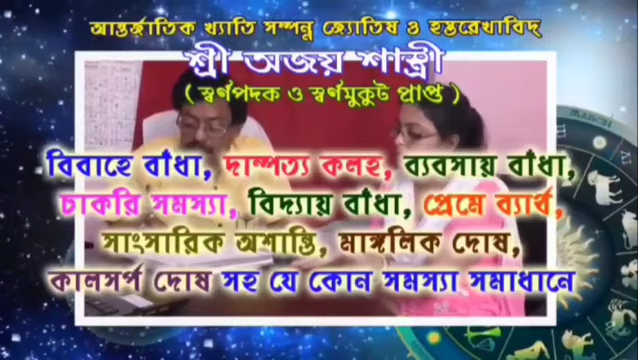 আন্তর্জাতিক খ্যাতি সম্পন্ন জ্যোতিষ ও হস্তরেখাবিদ্
শ্রী অজয় শাস্ত্রী
( স্বর্ণপদক ও স্বর্ণমুকুট প্রাপ্ত )
বিবাহে বাঁধা, দাম্পত্য কলহ, ব্যবসায় বাঁধা,
চাকরি সমস্যা, বিদ্যায় বাঁধা, প্রেমে ব্যার্থ,
সাংসারিক অশান্তি, মাঙ্গলিক দোষ,
কালসর্প দোষ সহ যে কোন সমস্যা সমাধানে